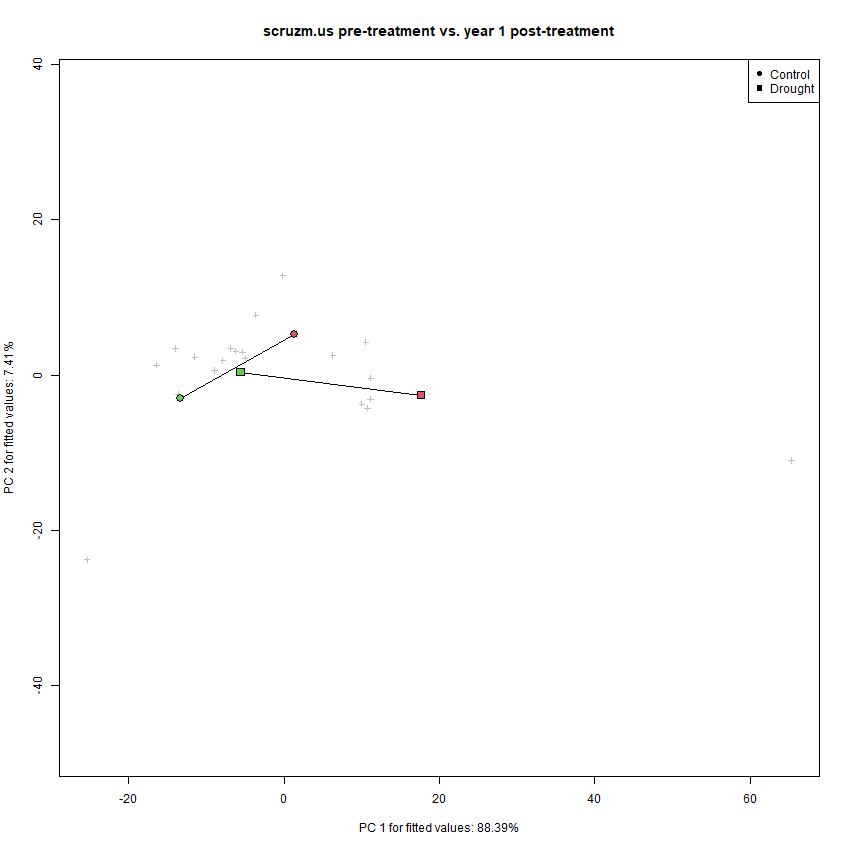 scruzm.us pre-treatment vs. year 1 post-treatment
Control
Drought
40
20
0
-20
-40
PC 2 for fitted values: 7.41%
-20
0
20
40
60
PC 1 for fitted values: 88.39%